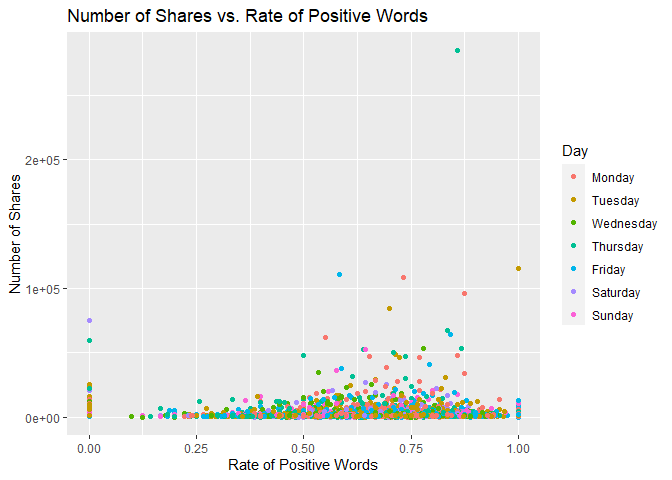 Number of Shares vs. Rate of Positive Words
Number of Shares
2e+05
1e+05
0e+00
0.00 0.25 0.50 0.75 1.00
Rate of Positive Words
Day
Monday
Tuesday
Wednesday
Thursday
Friday
Saturday
Sunday